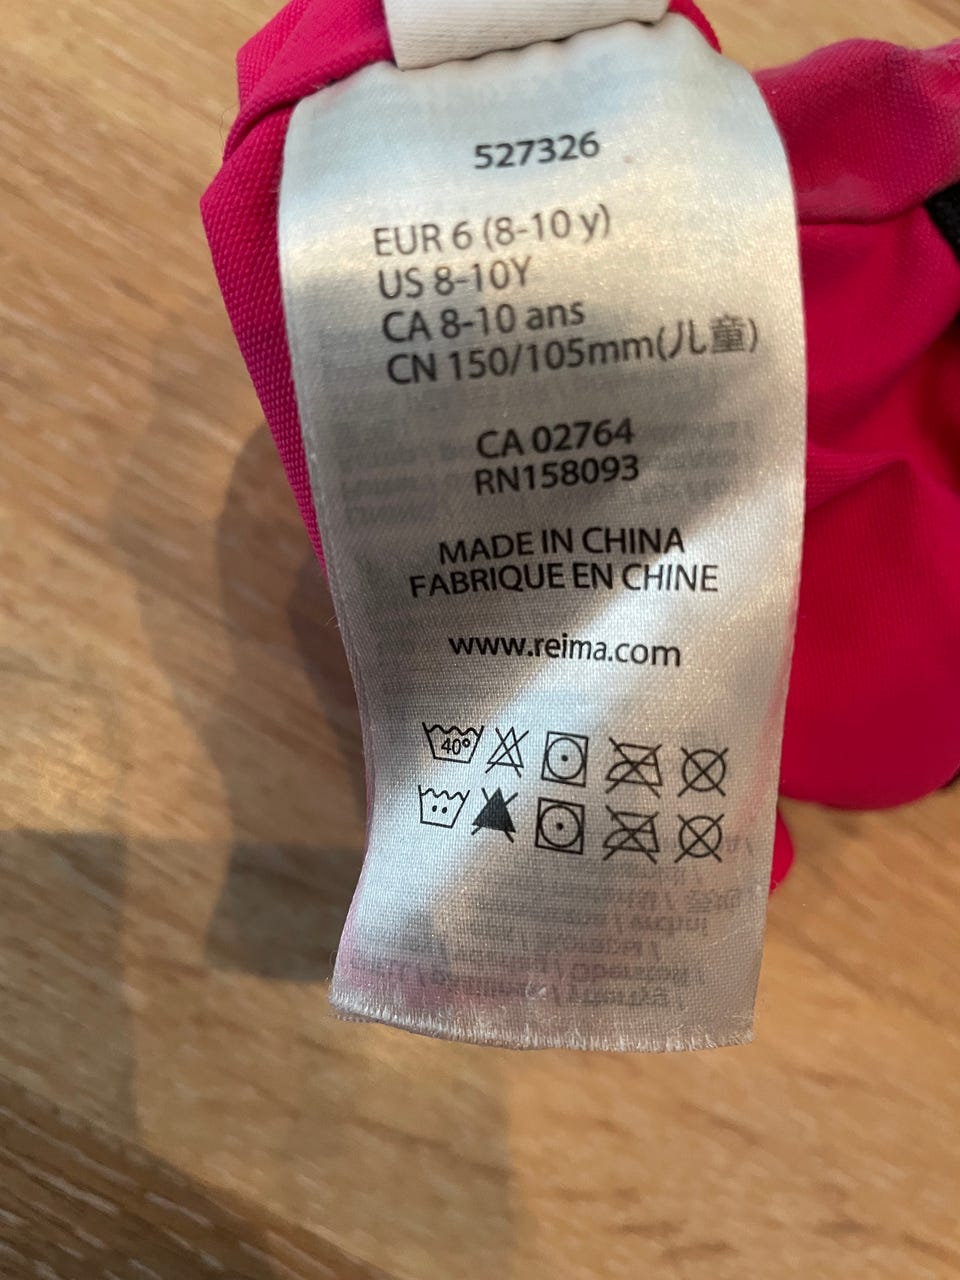 527326
EUR 6 (8-10 y)
US 8-10Y
CA 8-10 ans
CN 150/105mm(儿童)
CA 02764
RN158093
MADE IN CHINA
FABRIQUE EN CHINE
www.reima.com
40°